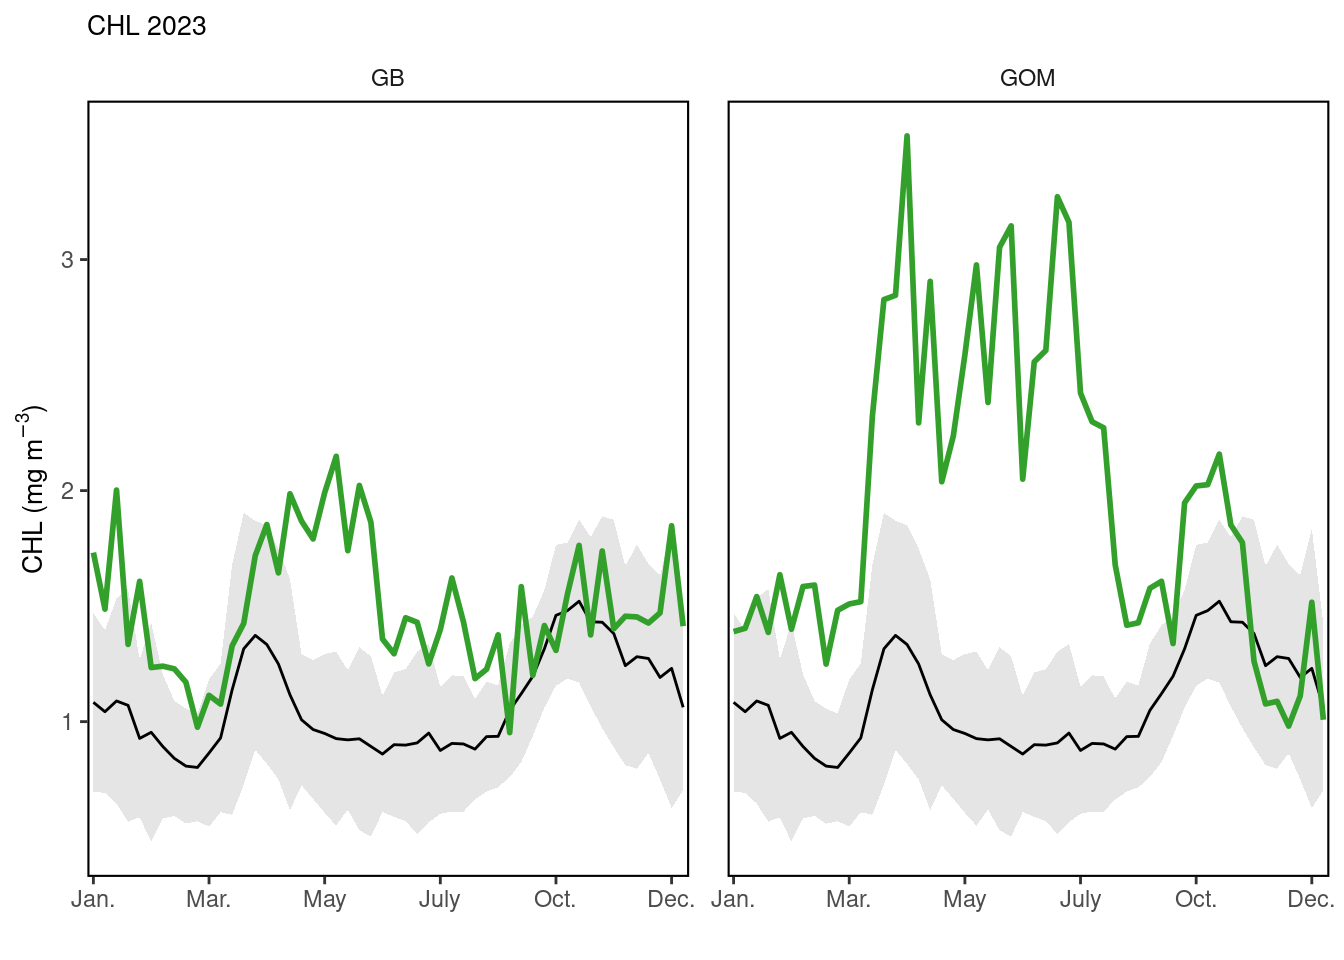 CHL 2023
GB
GOM
CHL (mg m⁻³)
3
2
1
Jan. Mar. May July Oct. Dec.
Jan. Mar. May July Oct. Dec.